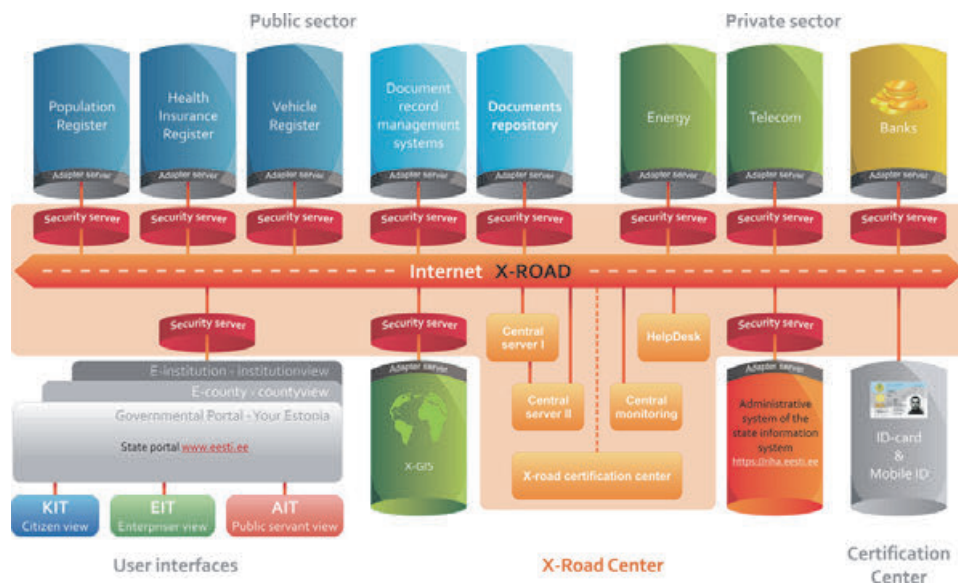 Public sector
Private sector
Population
Register
Health
Insurance
Register
Vehicle
Register
Document
record
management
systems
Documents
repository
Energy
Telecom
Banks
Adapter server
Adapter server
Adapter server
Adapter server
Adapter server
Adapter server
Adapter server
Adapter server
Security server
Security server
Security server
Security server
Security server
Security server
Security server
Security server
Internet X-ROAD
Security server
Security server
Central
server I
HelpDesk
Security server
E-institution - institutionview
E-county - countyview
Governmental Portal - Your Estonia
State portal www.eesti.ee
Adapter server
X-GIS
Central
server II
Central
monitoring
X-road certification center
Adapter server
Administrative
system of the
state information
system
https://riha.eesti.ee
ID-card
&
Mobile ID
KIT
Citizen view
EIT
Enterpriser view
AIT
Public servant view
User interfaces
X-Road Center
Certification
Center